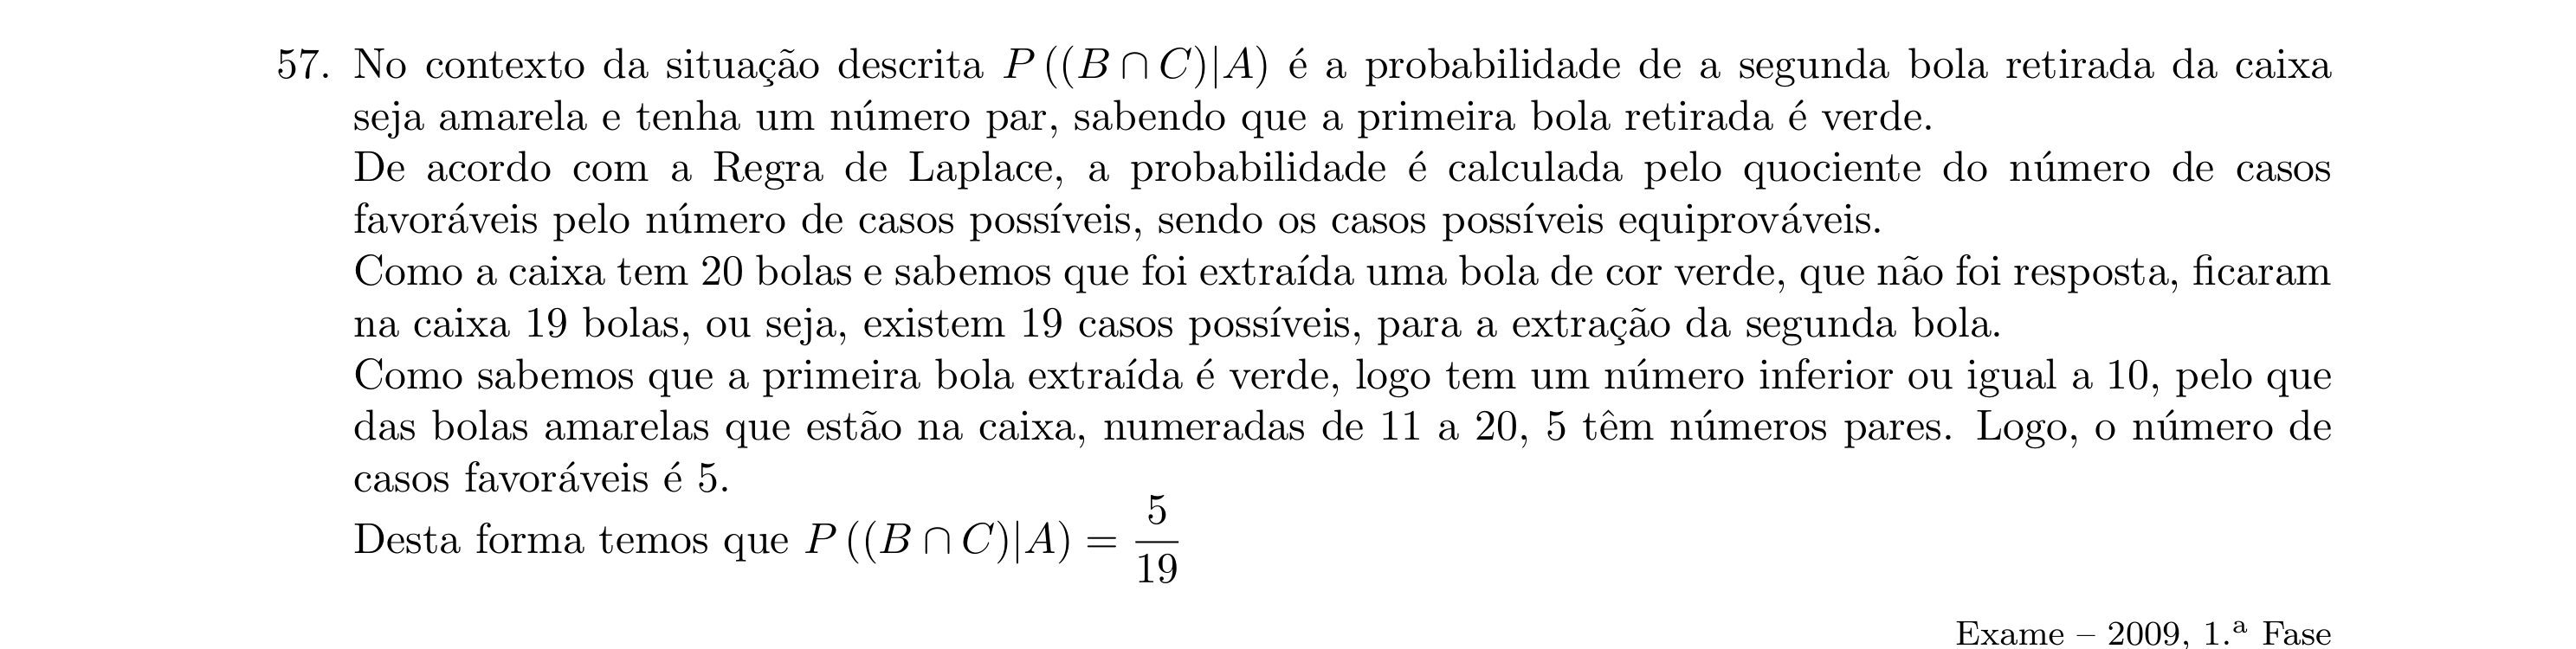 57. No contexto da situação descrita P ((B ∩ C)|A) é a probabilidade de a segunda bola retirada da caixa
seja amarela e tenha um número par, sabendo que a primeira bola retirada é verde.
De acordo com a Regra de Laplace, a probabilidade é calculada pelo quociente do número de casos
favoráveis pelo número de casos possíveis, sendo os casos possíveis equiprováveis.
Como a caixa tem 20 bolas e sabemos que foi extraída uma bola de cor verde, que não foi resposta, ficaram
na caixa 19 bolas, ou seja, existem 19 casos possíveis, para a extração da segunda bola.
Como sabemos que a primeira bola extraída é verde, logo tem um número inferior ou igual a 10, pelo que
das bolas amarelas que estão na caixa, numeradas de 11 a 20, 5 têm números pares. Logo, o número de
casos favoráveis é 5.
Desta forma temos que P ((B ∩ C)|A) = 5/19
Exame – 2009, 1.ª Fase